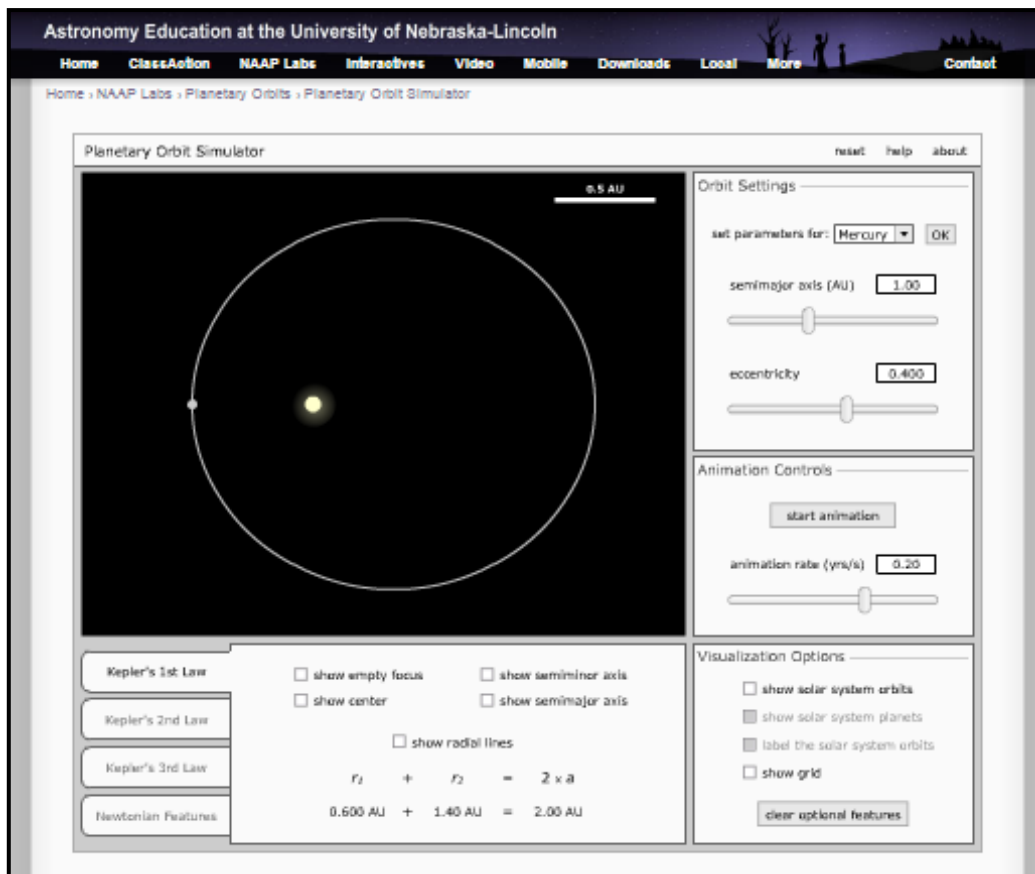 Astronomy Education at the University of Nebraska-Lincoln
Home ClassAction NAAP Labs Interactives Video Mobile Downloads Local More Contact
Home › NAAP Labs › Planetary Orbits › Planetary Orbit Simulator
Planetary Orbit Simulator reset help about
0.5 AU
Orbit Settings
set parameters for: Mercury OK
semimajor axis (AU) 1.00
eccentricity 0.400
Animation Controls
start animation
animation rate (yrs/s) 0.20
Kepler's 1st Law
Kepler's 2nd Law
Kepler's 3rd Law
Newtonian Features
show empty focus show semiminor axis
show center show semimajor axis
show radial lines
r₁ + r₂ = 2 x a
0.600 AU + 1.40 AU = 2.00 AU
Visualization Options
show solar system orbits
show solar system planets
label the solar system orbits
show grid
clear optional features